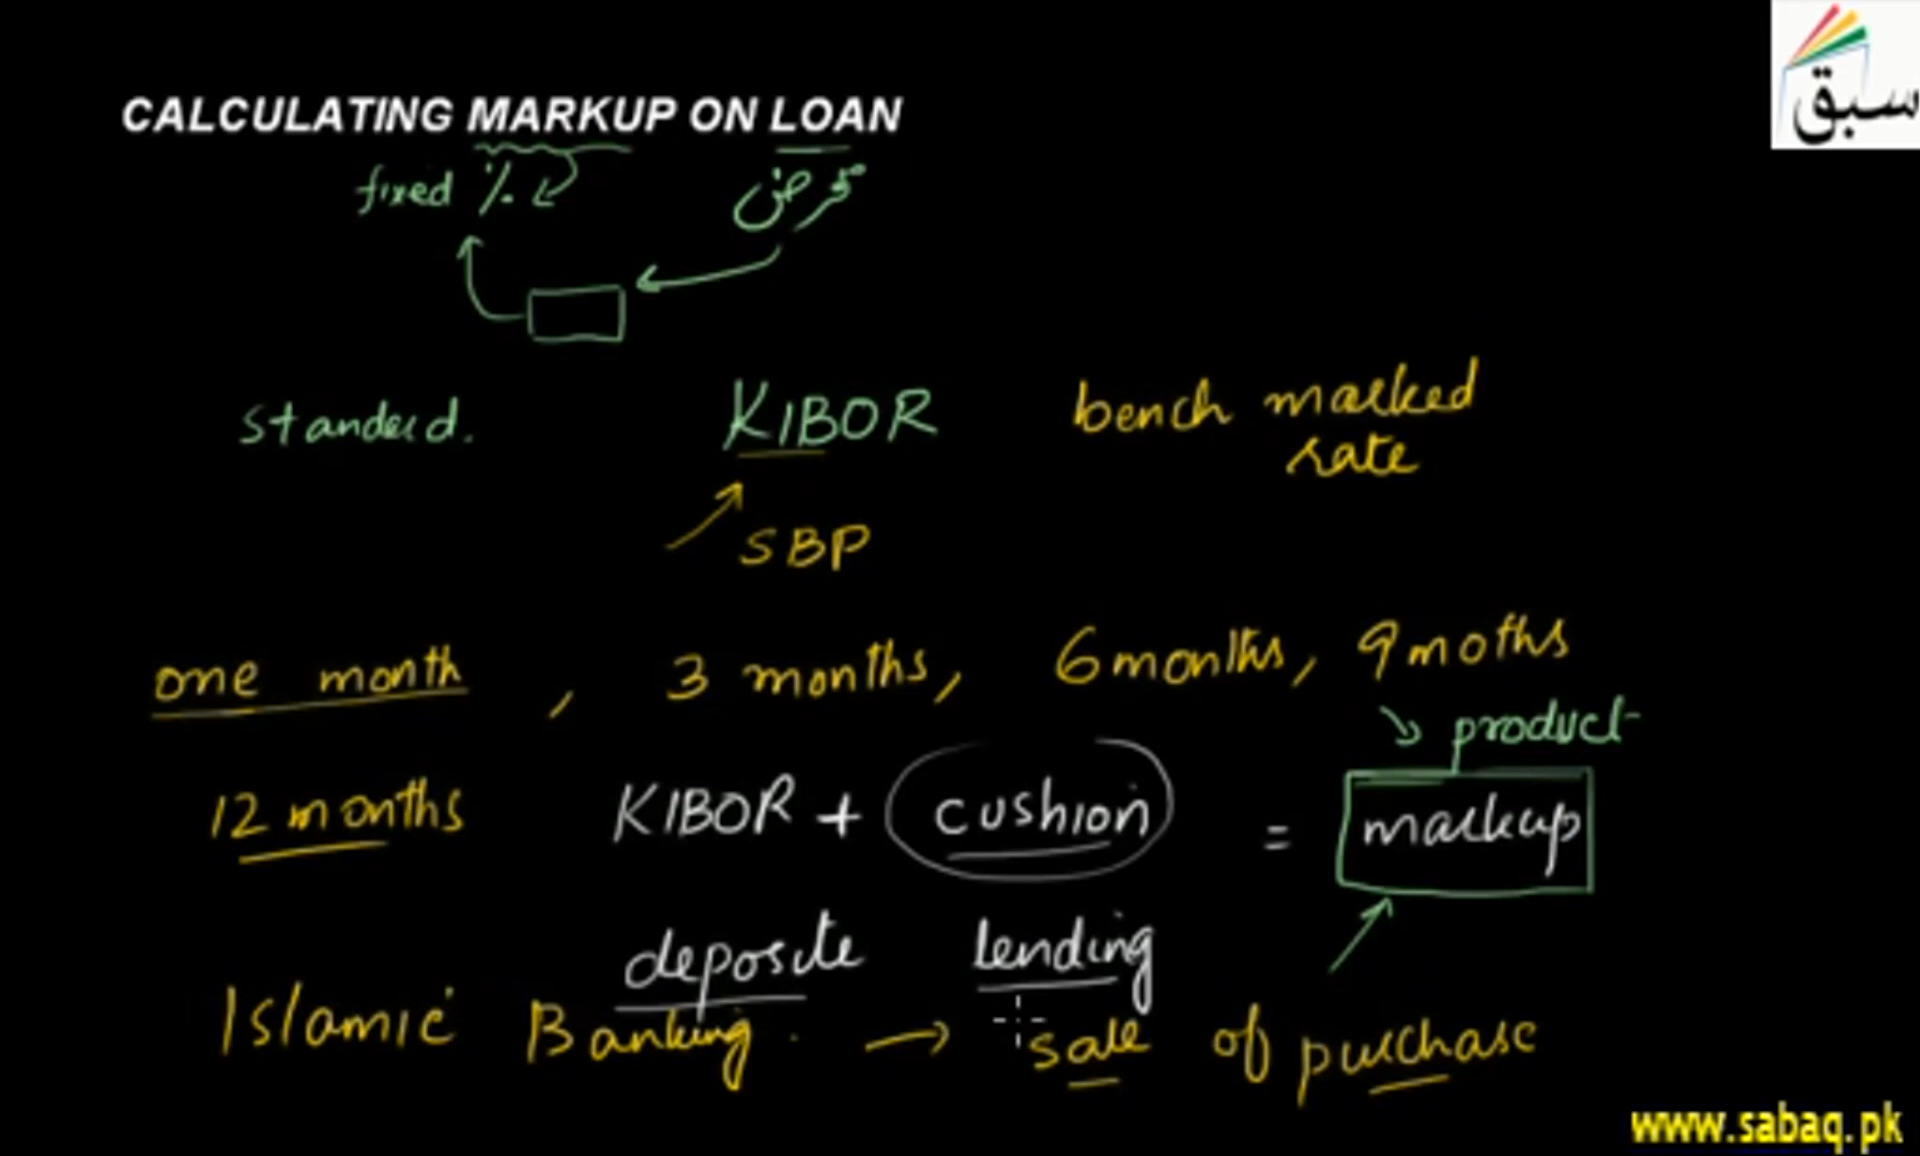 سبق
CALCULATING MARKUP ON LOAN
fixed %
قرض
standard.
KIBOR
bench marked
rate
SBP
one month , 3 months, 6 months, 9 moths
product
12 months KIBOR + cushion = markup
deposite lending
Islamic Banking. → sale of purchase
www.sabaq.pk